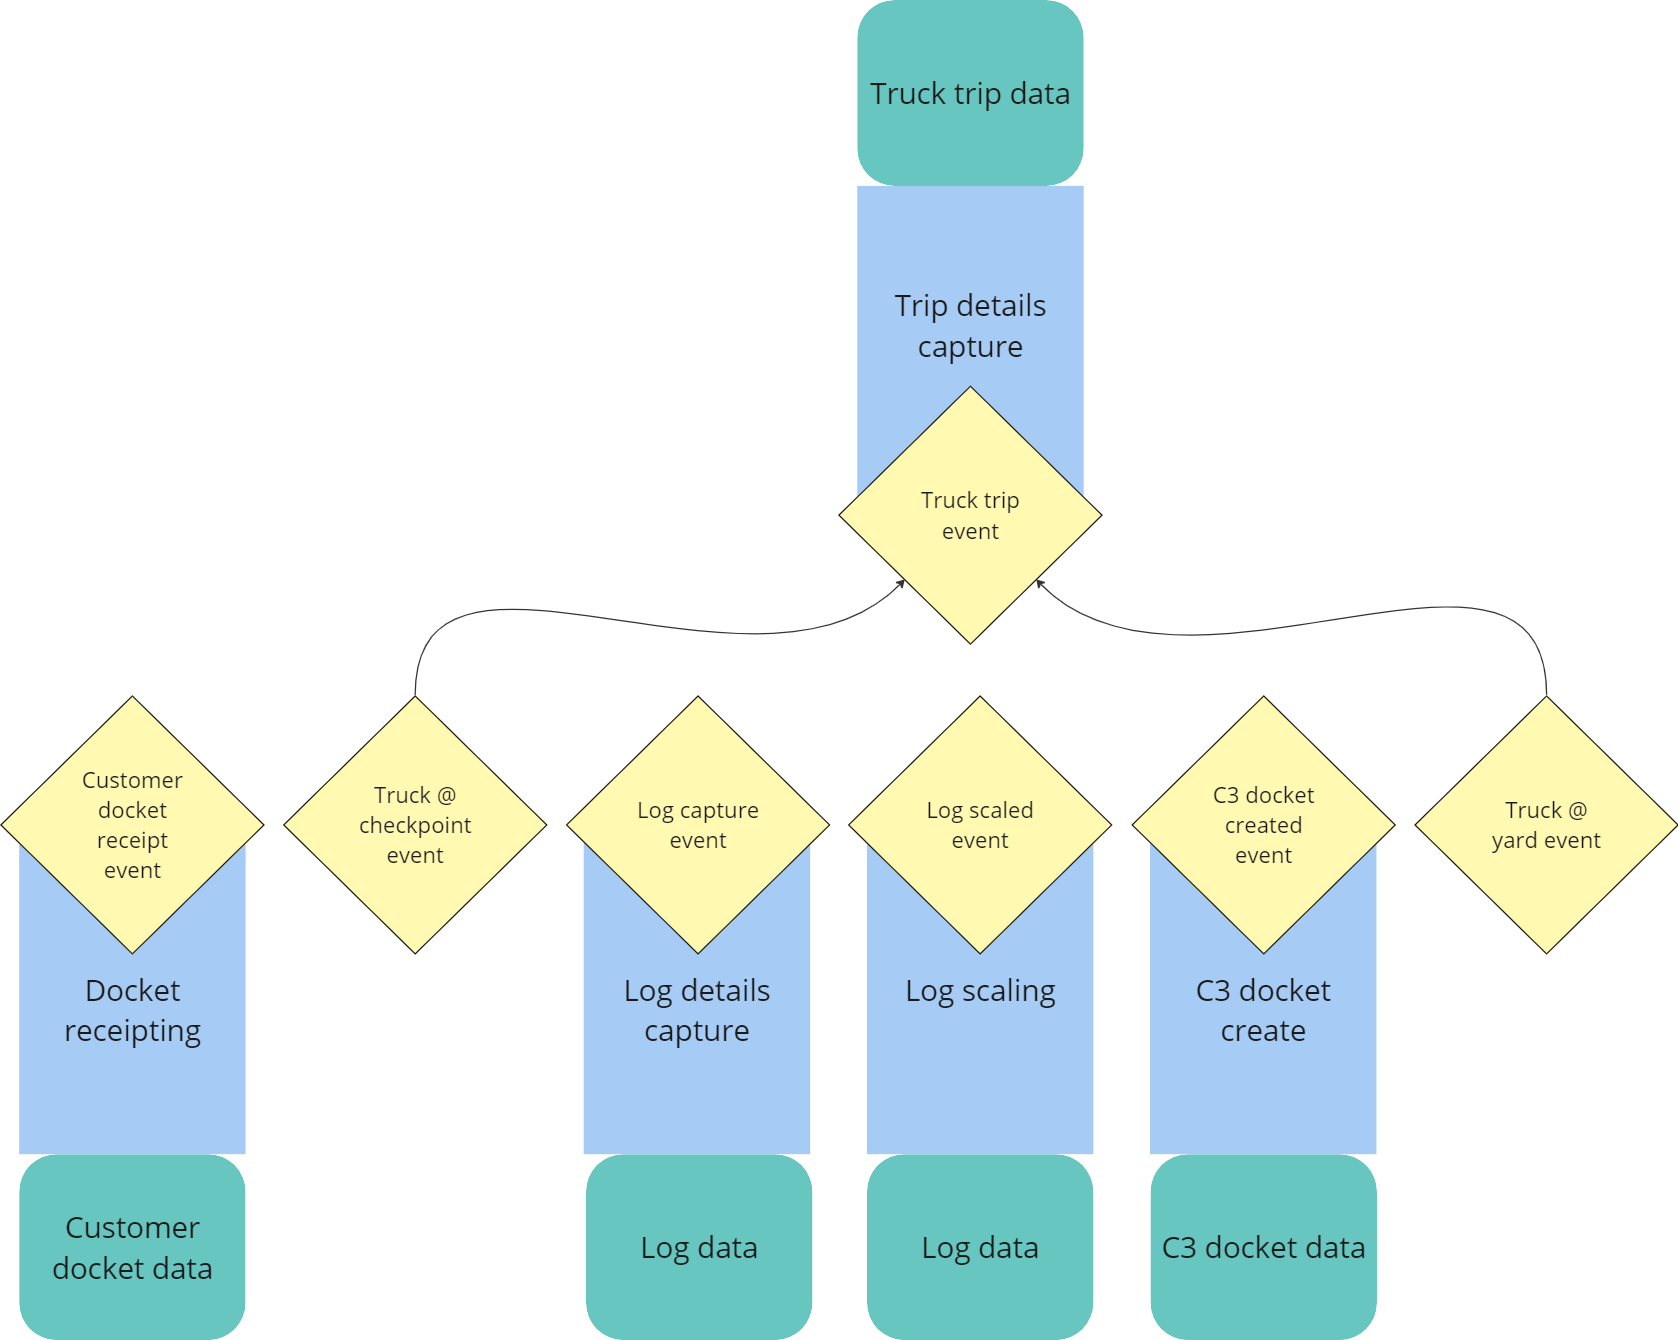 Truck trip data
Trip details
capture
Truck trip
event
Customer
docket
receipt
event
Truck @
checkpoint
event
Log capture
event
Log scaled
event
C3 docket
created
event
Truck @
yard event
Docket
receipting
Log details
capture
Log scaling
C3 docket
create
Customer
docket data
Log data
Log data
C3 docket data